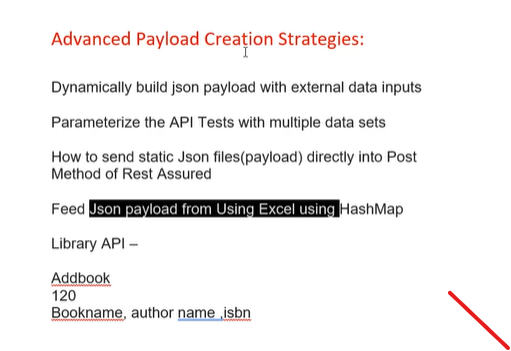 Advanced Payload Creation Strategies:
Dynamically build json payload with external data inputs
Parameterize the API Tests with multiple data sets
How to send static Json files(payload) directly into Post
Method of Rest Assured
Feed Json payload from Using Excel using HashMap
Library API –
Addbook
120
Bookname, author name ,isbn